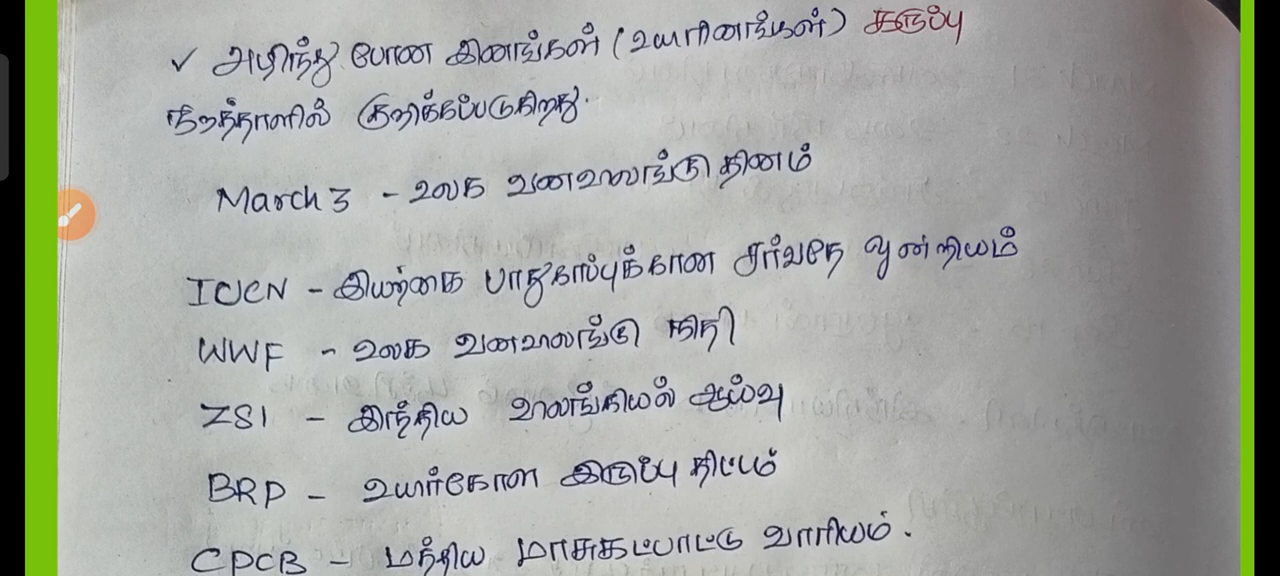 ✓ அழிந்து போன இனங்கள் (உயிரினங்கள்) கருப்பு
நிறத்தாளில் குறிக்கப்படுகிறது.
March 3 - உலக வனவிலங்கு தினம்
IUCN - இயற்கை பாதுகாப்புக்கான சர்வதே ஒன்றியம்
WWF - உலக வனவிலங்கு நிதி
ZSI - இந்திய விலங்கியல் ஆய்வு
BRP - உயிர்கோள இருப்பு திட்டம்
CPCB - மத்திய மாசுகட்பாட்டு வாரியம்.